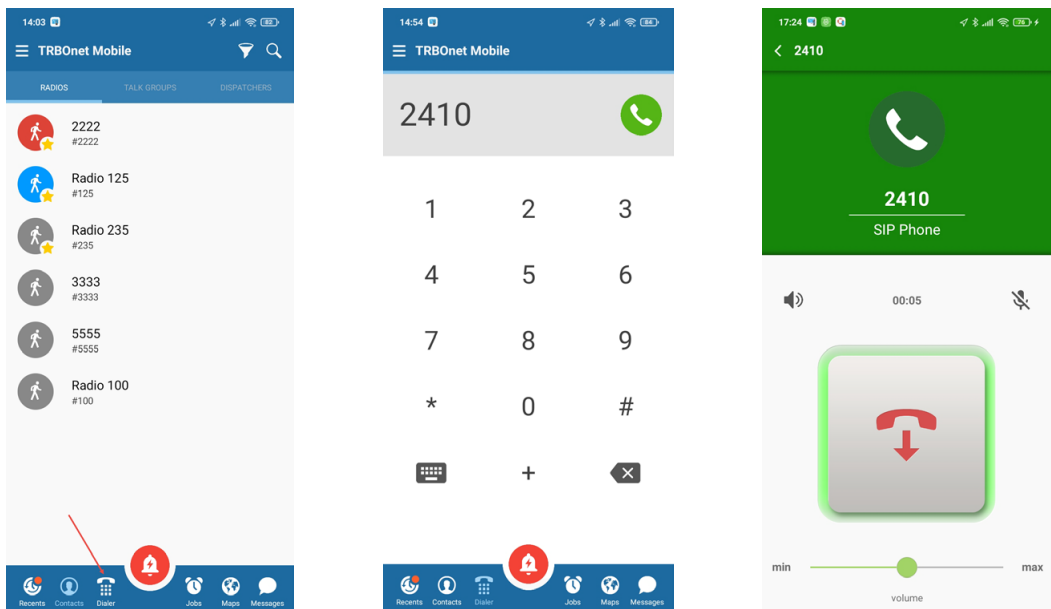 14:03
82
TRBOnet Mobile
RADIOS
TALK GROUPS
DISPATCHERS
2222
#2222
Radio 125
#125
Radio 235
#235
3333
#3333
5555
#5555
Radio 100
#100
Recents
Contacts
Dialer
Jobs
Maps
Messages
14:54
84
TRBOnet Mobile
2410
1 2 3
4 5 6
7 8 9
* 0 #
+
Recents
Contacts
Dialer
Jobs
Maps
Messages
17:24
76
2410
2410
SIP Phone
00:05
min
max
volume